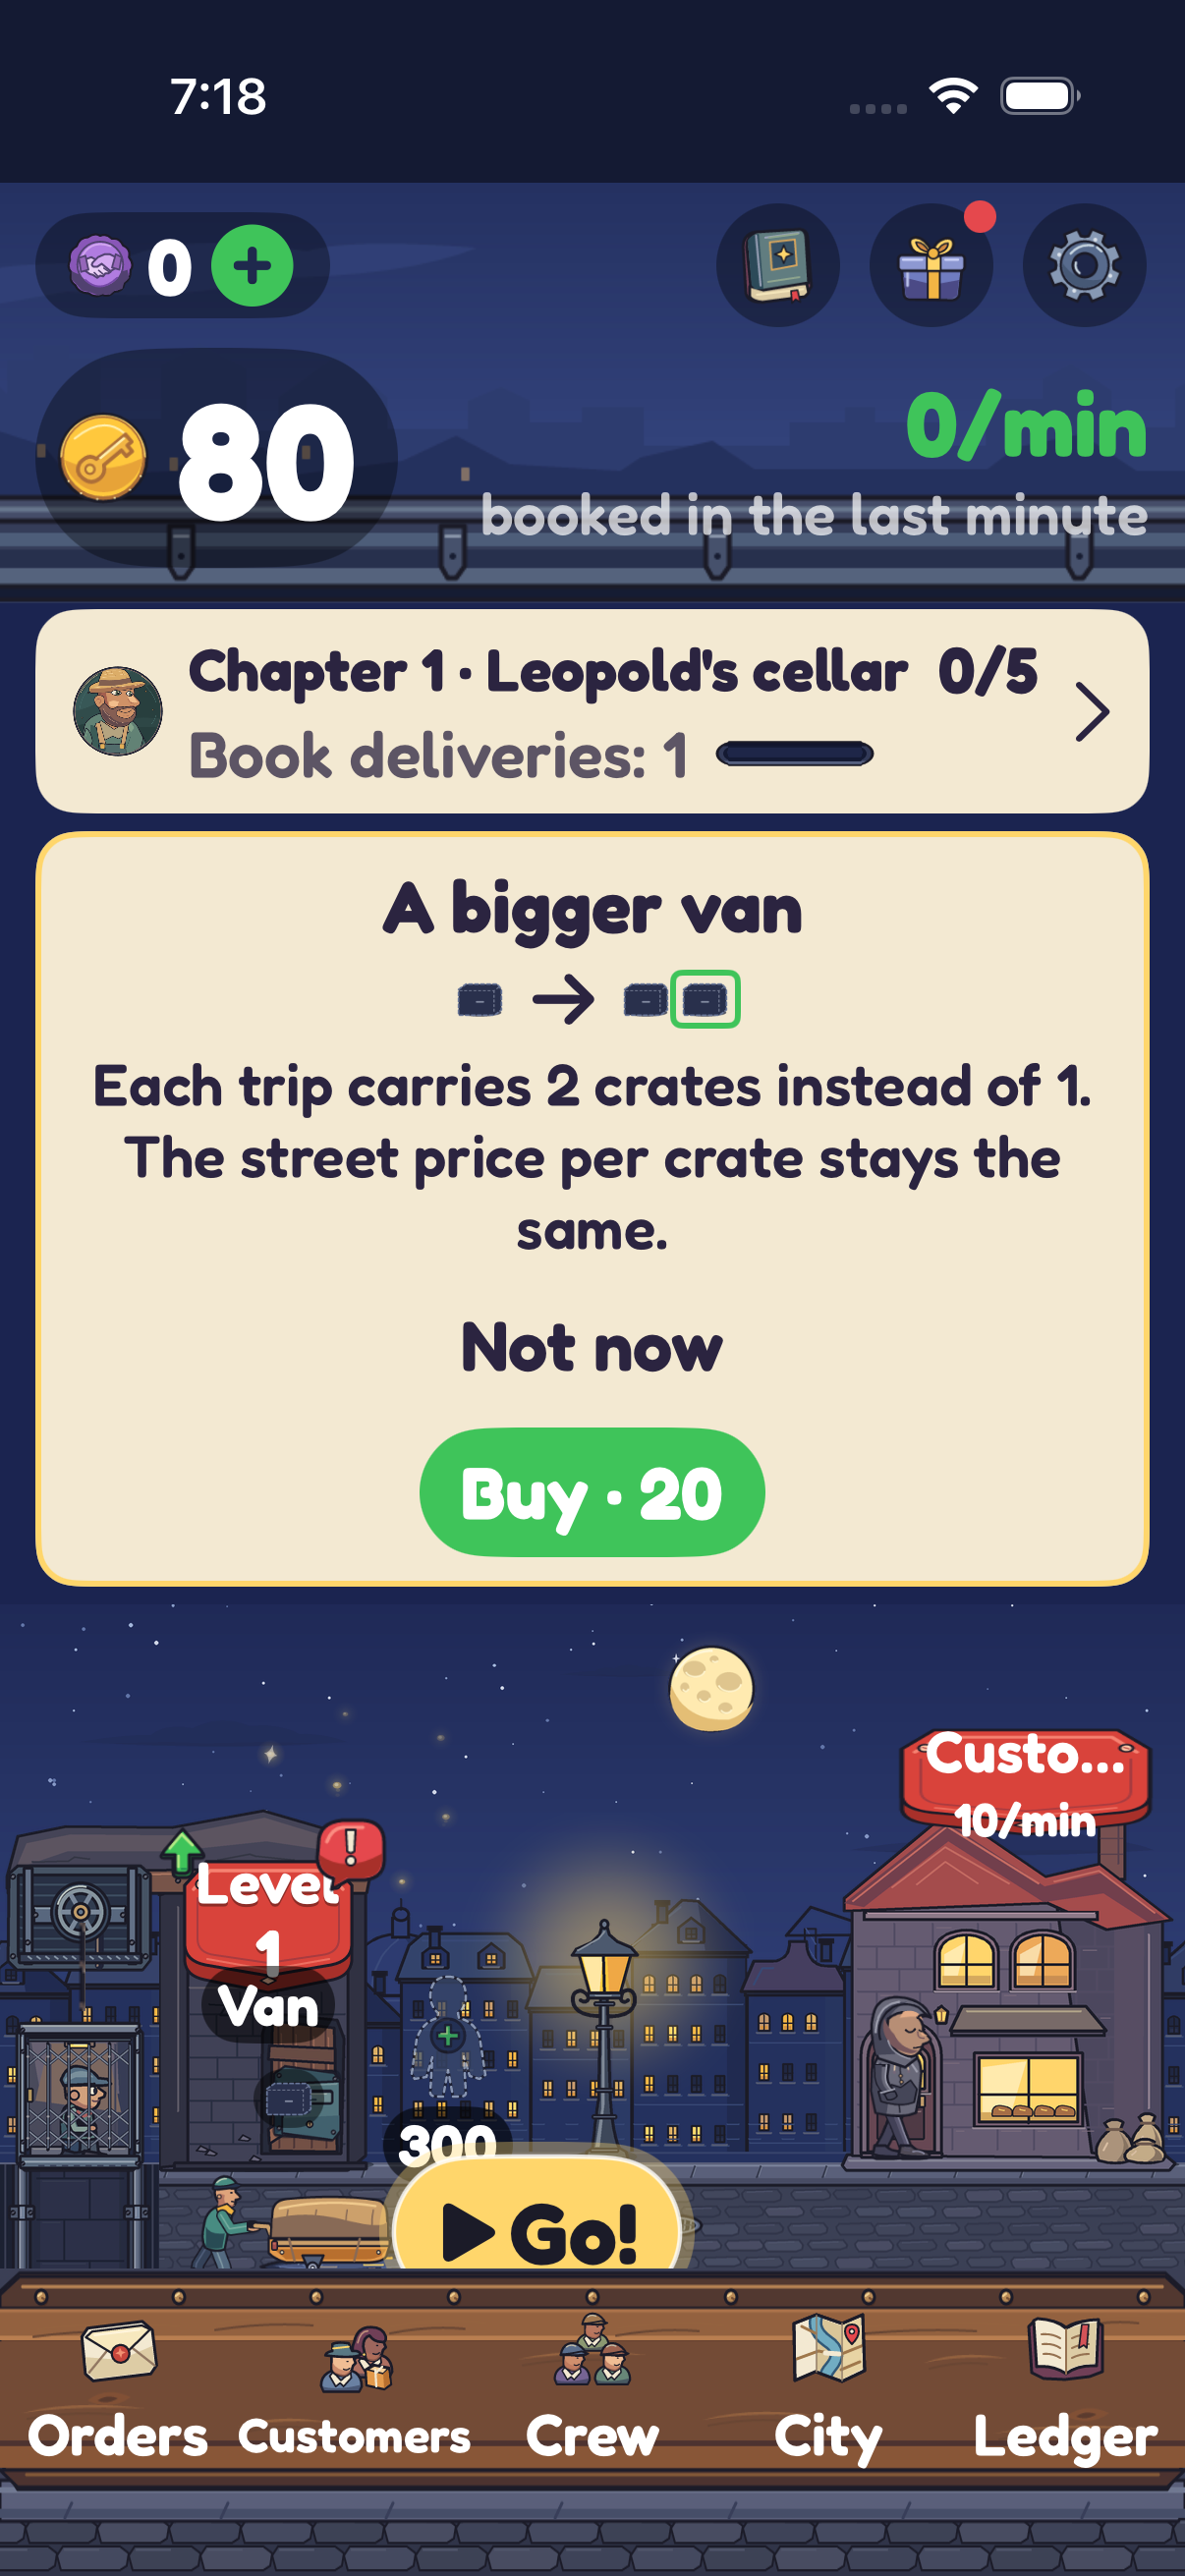 7:18
0
80
0/min
booked in the last minute
Chapter 1 · Leopold's cellar 0/5
Book deliveries: 1
A bigger van
Each trip carries 2 crates instead of 1.
The street price per crate stays the
same.
Not now
Buy · 20
Custo...
10/min
!
Level
1
Van
300
Go!
Orders
Customers
Crew
City
Ledger